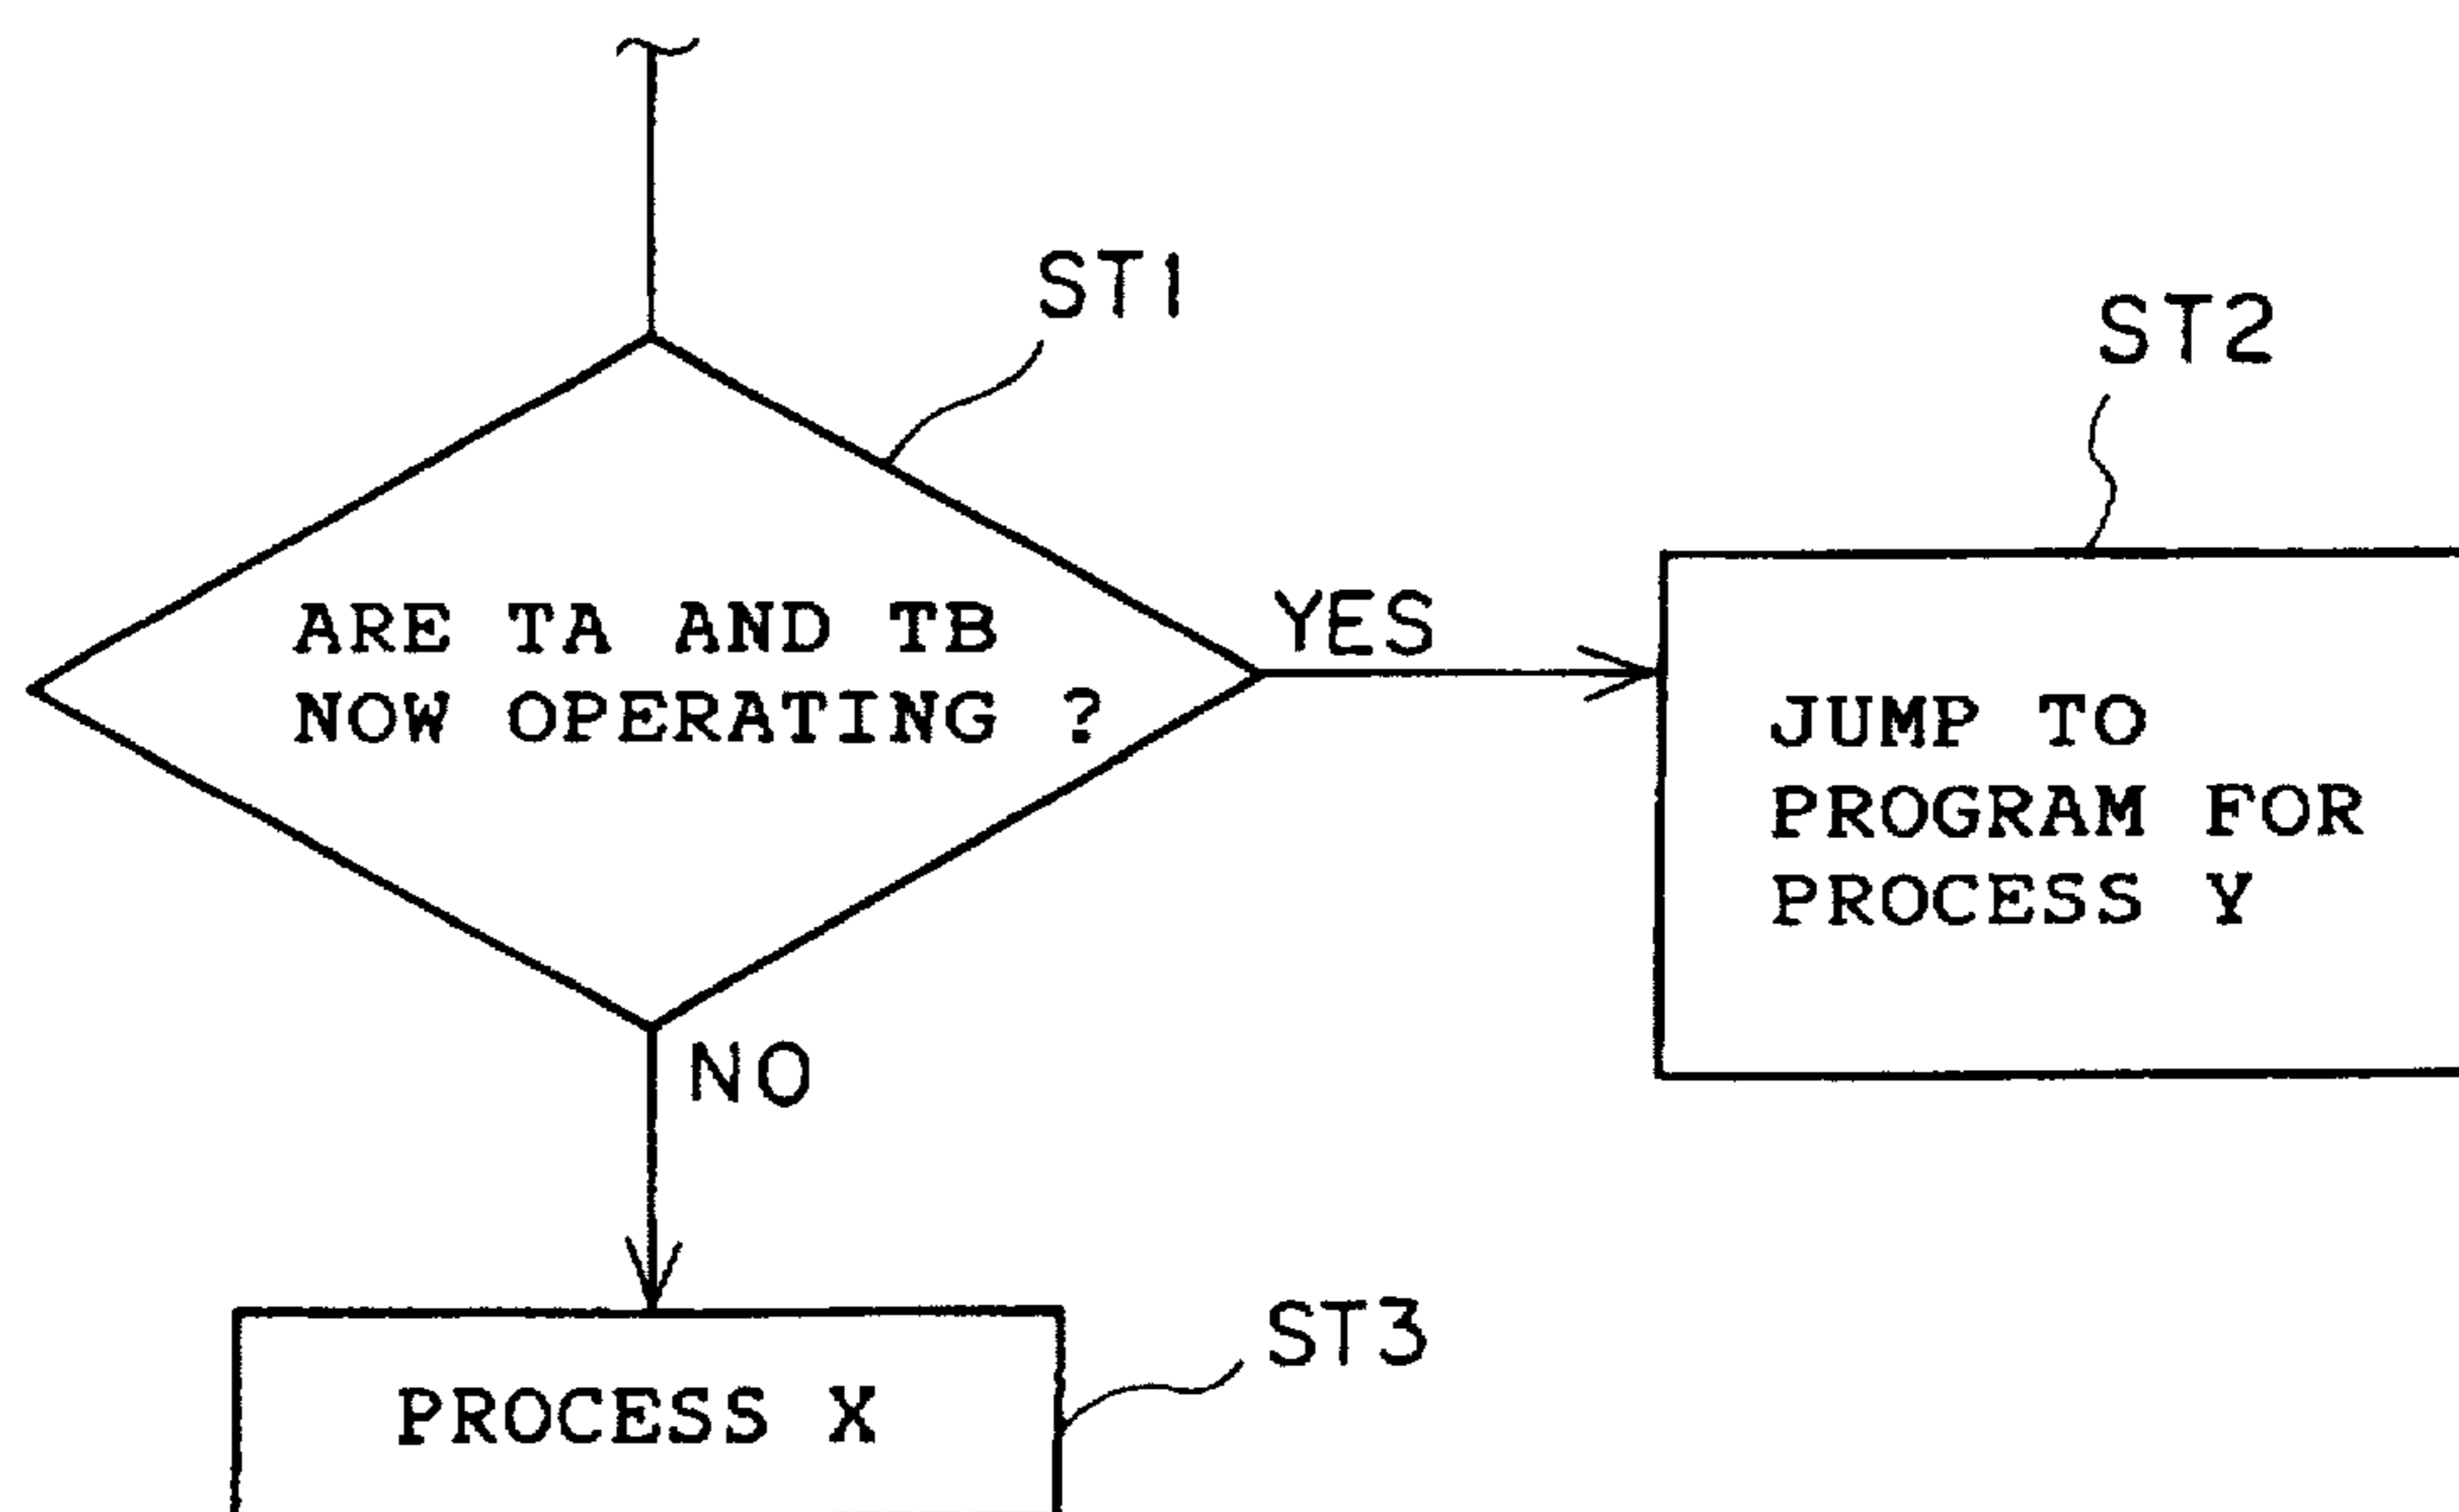 ST1
ST2
ARE TA AND TB
NOW OPERATING ?
YES
JUMP TO
PROGRAM FOR
PROCESS Y
NO
ST3
PROCESS X